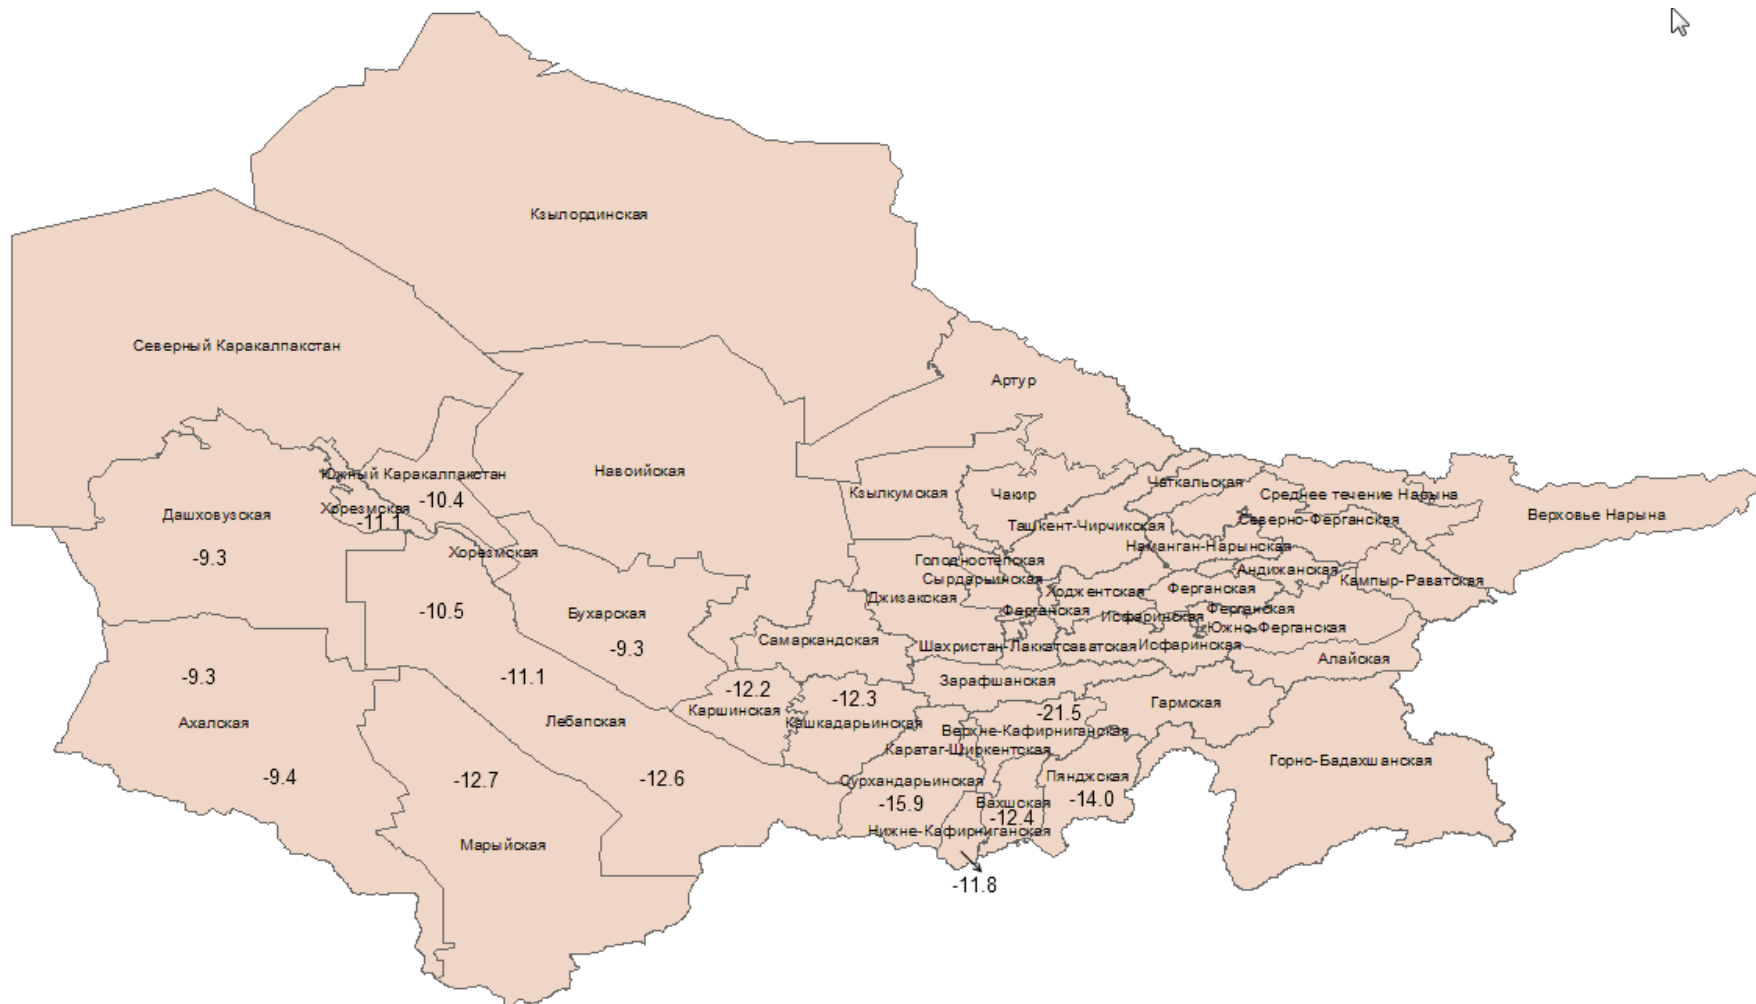 Кзылординская
Северный Каракалпакстан
Артур
Навоийская
Южный Каракалпакстан
-10.4
Хорезмская
-11.1
Дашховузская
-9.3
Кзылкумская
Чакир
Чаткальская
Среднее течение Нарына
Верховье Нарына
Ташкент-Чирчикская
Северно-Ферганская
Наманган-Нарынская
Хорезмская
Голодностепская
Сырдарьинская
Андижанская
Кампыр-Раватская
Джизакская
Ходжентская
Ферганская
-10.5
Бухарская
-9.3
Ферганская
Исфаринская
Ферганская
Южно-Ферганская
Самаркандская
Шахристан-Лаккатсаватская
Исфаринская
Алайская
-9.3
-11.1
Зарафшанская
-12.2
-12.3
Каршинская
Кашкадарьинская
-21.5
Гармская
Ахалская
Лебапская
Верхне-Кафирниганская
Каратаг-Ширкентская
Горно-Бадахшанская
-9.4
-12.7
-12.6
Сурхандарьинская
-15.9
Пянджская
-14.0
Вахшская
-12.4
Марыйская
Нижне-Кафирниганская
-11.8